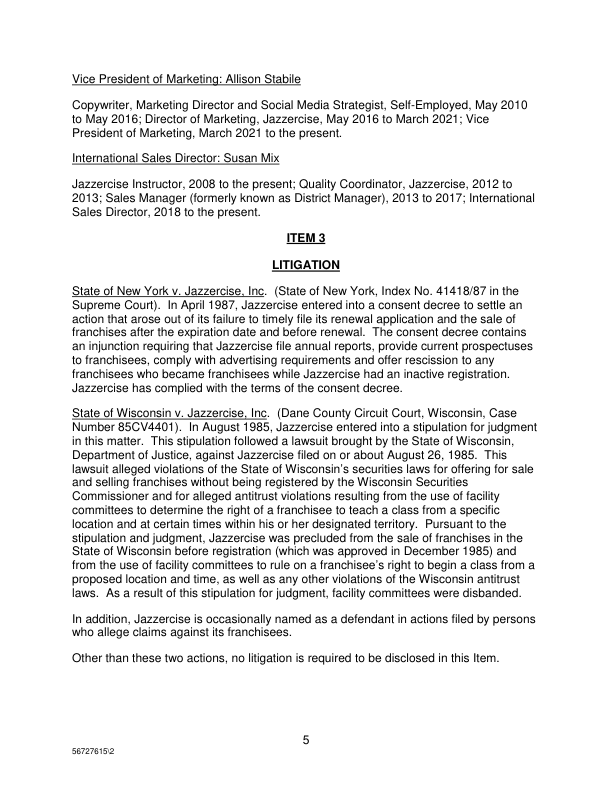 Vice President of Marketing: Allison Stabile
Copywriter, Marketing Director and Social Media Strategist, Self-Employed, May 2010
to May 2016; Director of Marketing, Jazzercise, May 2016 to March 2021; Vice
President of Marketing, March 2021 to the present.
International Sales Director: Susan Mix
Jazzercise Instructor, 2008 to the present; Quality Coordinator, Jazzercise, 2012 to
2013; Sales Manager (formerly known as District Manager), 2013 to 2017; International
Sales Director, 2018 to the present.
ITEM 3
LITIGATION
State of New York v. Jazzercise, Inc.  (State of New York, Index No. 41418/87 in the
Supreme Court).  In April 1987, Jazzercise entered into a consent decree to settle an
action that arose out of its failure to timely file its renewal application and the sale of
franchises after the expiration date and before renewal.  The consent decree contains
an injunction requiring that Jazzercise file annual reports, provide current prospectuses
to franchisees, comply with advertising requirements and offer rescission to any
franchisees who became franchisees while Jazzercise had an inactive registration.
Jazzercise has complied with the terms of the consent decree.
State of Wisconsin v. Jazzercise, Inc.  (Dane County Circuit Court, Wisconsin, Case
Number 85CV4401).  In August 1985, Jazzercise entered into a stipulation for judgment
in this matter.  This stipulation followed a lawsuit brought by the State of Wisconsin,
Department of Justice, against Jazzercise filed on or about August 26, 1985.  This
lawsuit alleged violations of the State of Wisconsin's securities laws for offering for sale
and selling franchises without being registered by the Wisconsin Securities
Commissioner and for alleged antitrust violations resulting from the use of facility
committees to determine the right of a franchisee to teach a class from a specific
location and at certain times within his or her designated territory.  Pursuant to the
stipulation and judgment, Jazzercise was precluded from the sale of franchises in the
State of Wisconsin before registration (which was approved in December 1985) and
from the use of facility committees to rule on a franchisee's right to begin a class from a
proposed location and time, as well as any other violations of the Wisconsin antitrust
laws.  As a result of this stipulation for judgment, facility committees were disbanded.
In addition, Jazzercise is occasionally named as a defendant in actions filed by persons
who allege claims against its franchisees.
Other than these two actions, no litigation is required to be disclosed in this Item.
5
56727615\2